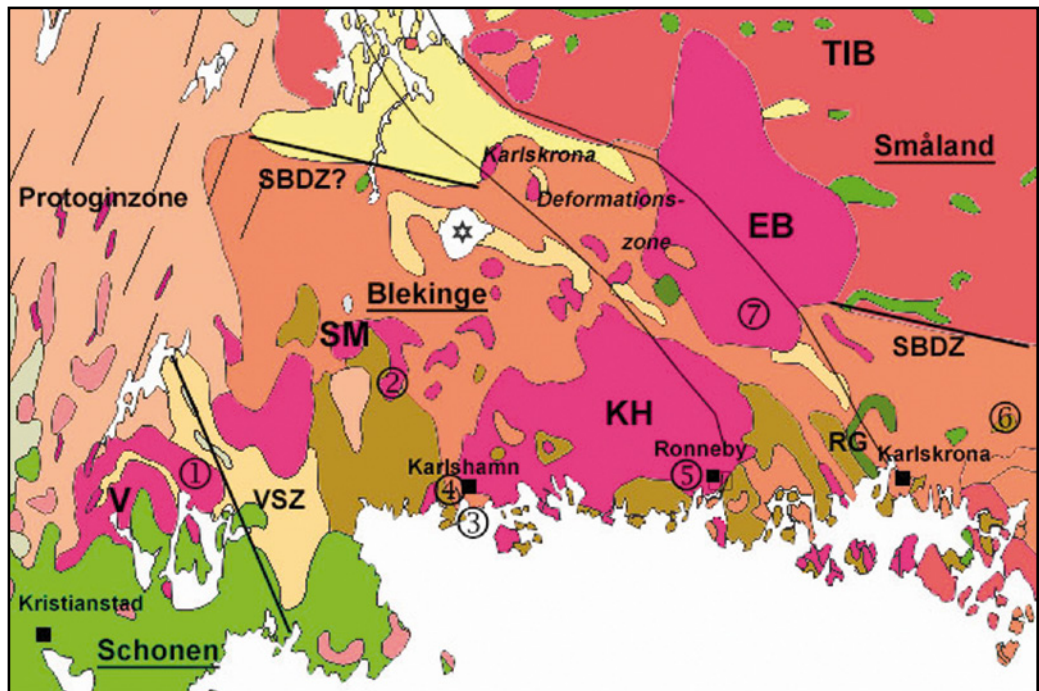 TIB
Småland
Karlskrona
SBDZ?
Deformations-
Protoginzone
zone
EB
Blekinge
7
SM
SBDZ
2
KH
6
RG
Ronneby
Karlshamn
Karlskrona
1
5
V
4
VSZ
3
Kristianstad
Schonen